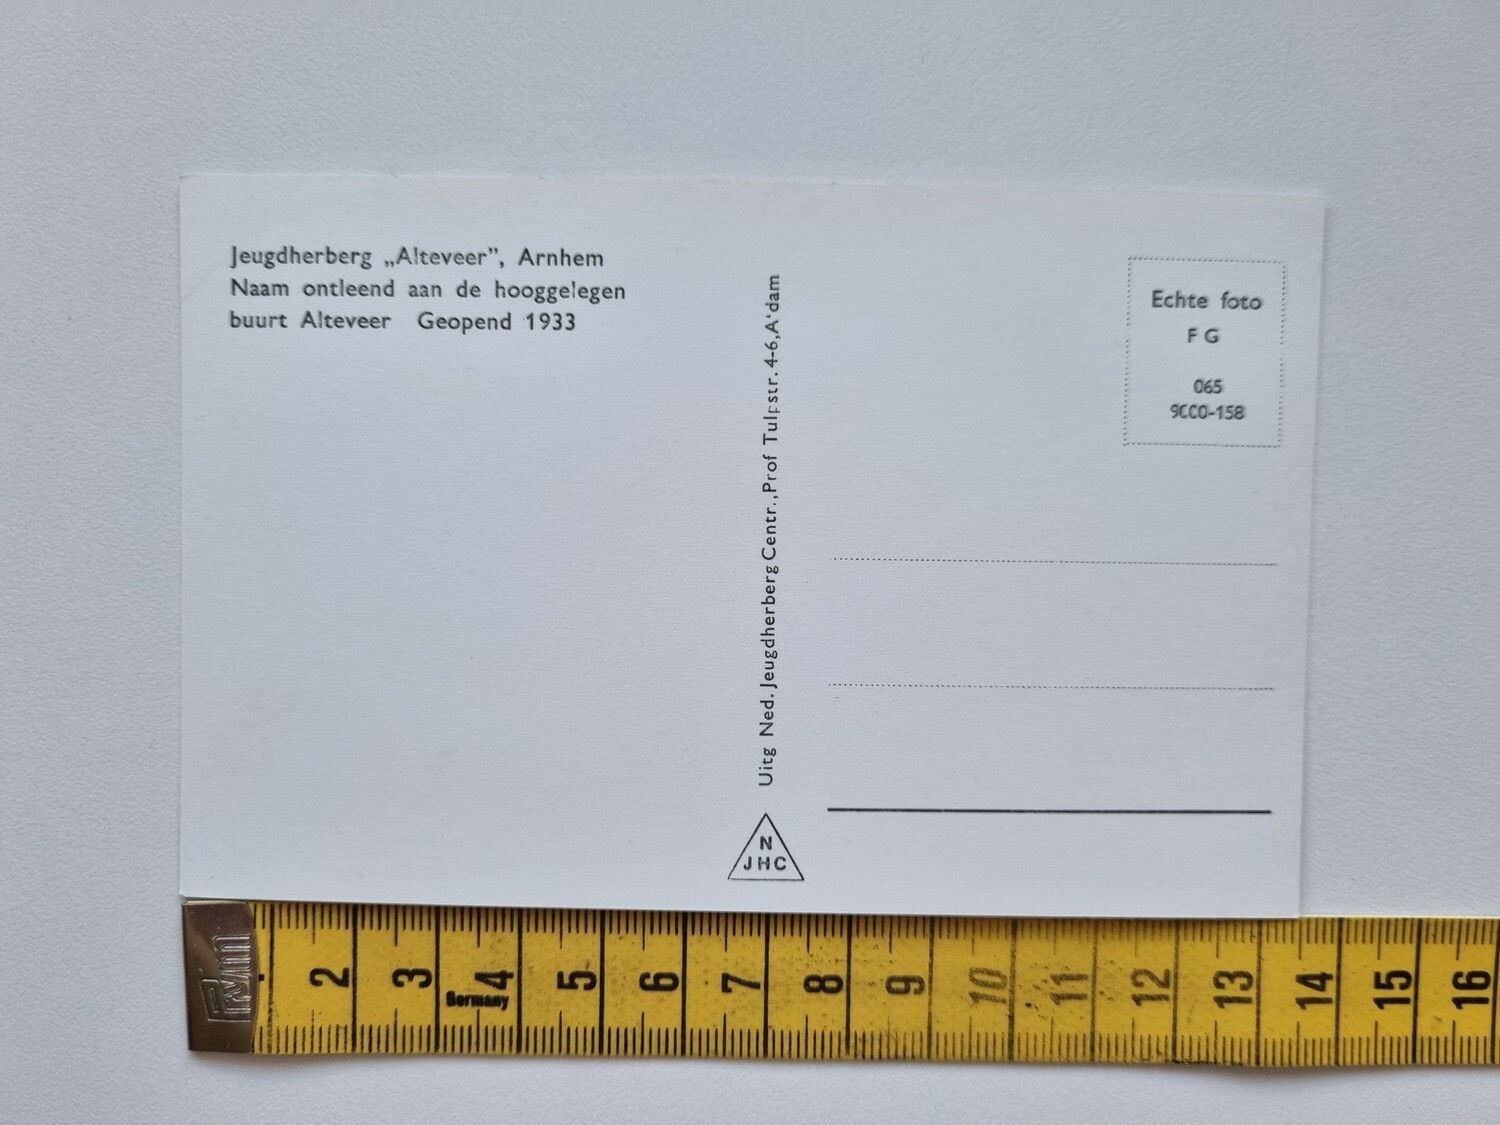 Jeugdherberg „Alteveer”, Arnhem
Naam ontleend aan de hooggelegen
buurt Alteveer Geopend 1933
Uitg Ned. Jeugdherberg Centr., Prof Tulpstr. 4-6, A'dam
N
JHC
Echte foto
F G
065
9CC0-158
Prym
1 2 3 4 5 6 7 8 9 10 11 12 13 14 15 16
Germany